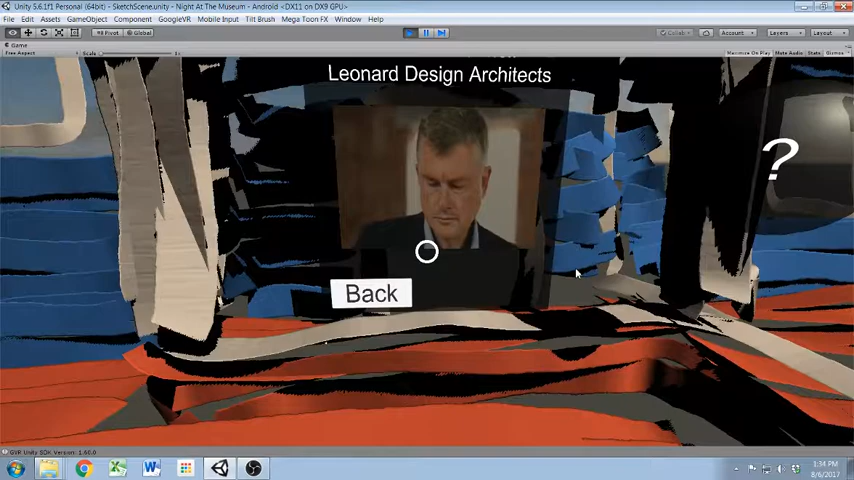 Unity 5.6.1f1 Personal (64bit) - SketchScene.unity - Night At The Museum - Android <DX11 on DX9 GPU>
File Edit Assets GameObject Component GoogleVR Mobile Input Tilt Brush Mega Toon FX Window Help
Pivot Global Collab Account Layers Layout
Game
Free Aspect Scale 1x Maximize On Play Mute Audio Stats Gizmos
Leonard Design Architects
?
Back
GVR Unity SDK Version: 1.60.0
1:34 PM
8/6/2017